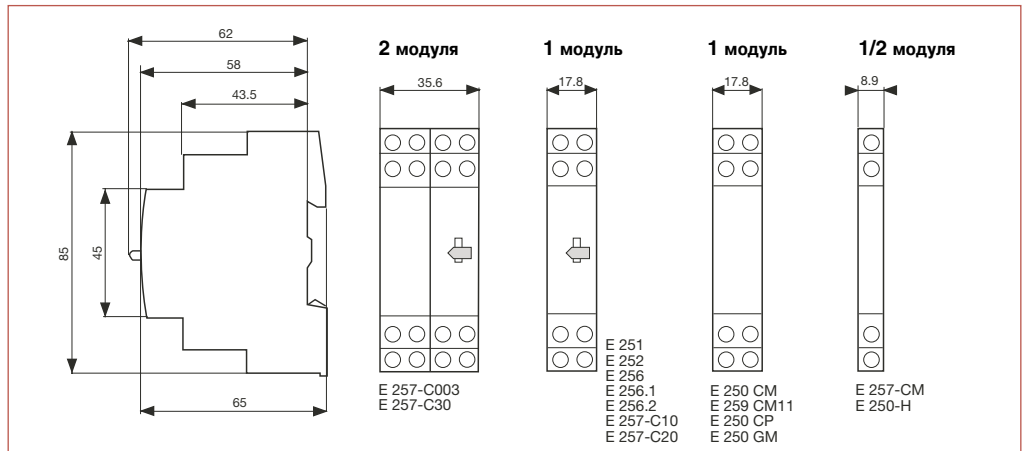 62
58
43.5
85
45
65
2 модуля
35.6
E 257-C003
E 257-C30
1 модуль
17.8
E 251
E 252
E 256
E 256.1
E 256.2
E 257-C10
E 257-C20
1 модуль
17.8
E 250 CM
E 259 CM11
E 250 CP
E 250 GM
1/2 модуля
8.9
E 257-CM
E 250-H